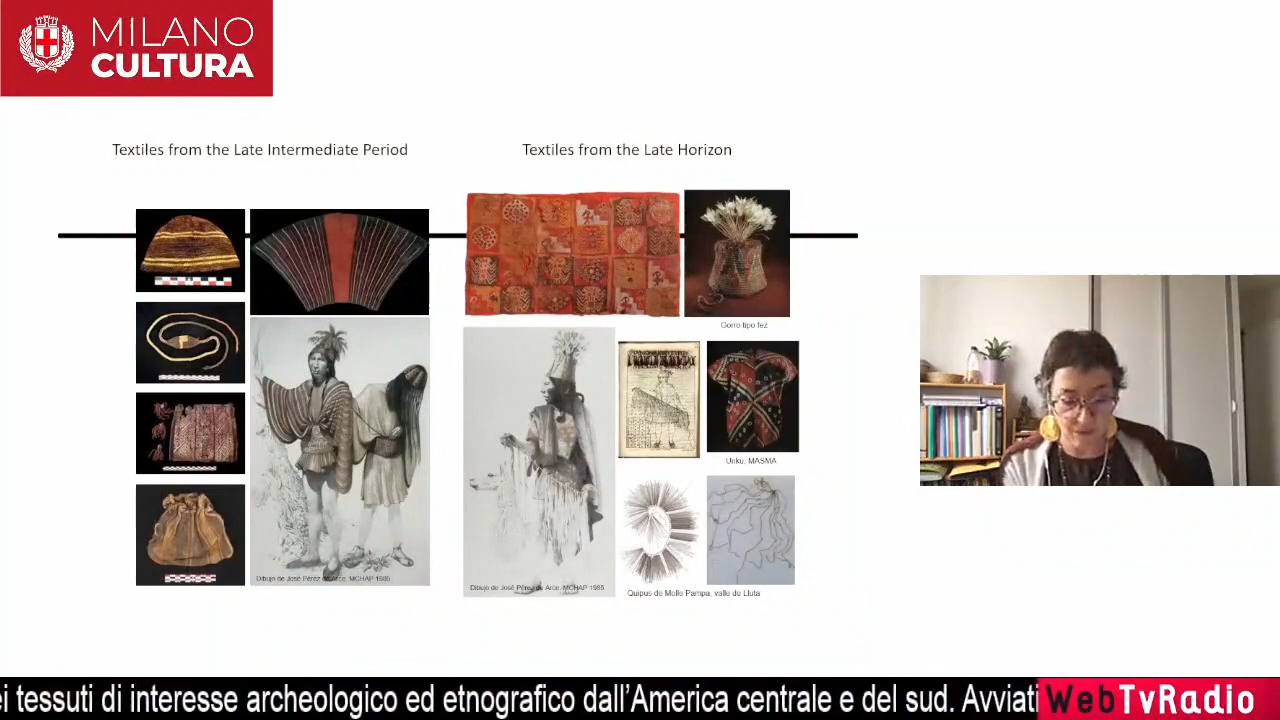 MILANO
CULTURA
Textiles from the Late Intermediate Period
Textiles from the Late Horizon
Gorro tipo fez
Unku, MASMA
Dibujo de José Pérez de Arce, MCHAP 1985
Dibujo de José Pérez de Arce, MCHAP 1985
Quipus de Mollo Pampa, valle de Lluta
ei tessuti di interesse archeologico ed etnografico dall'America centrale e del sud. Avviati
WebTvRadio